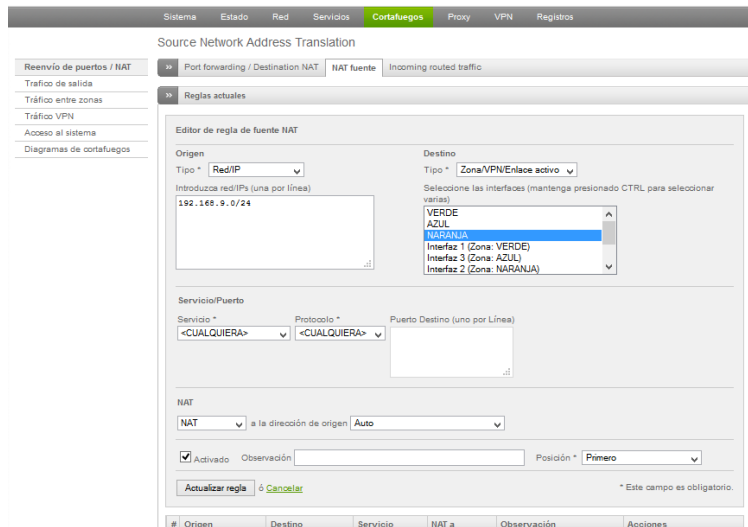 Sistema Estado Red Servicios Cortafuegos Proxy VPN Registros
Source Network Address Translation
Reenvío de puertos / NAT
Trafico de salida
Tráfico entre zonas
Tráfico VPN
Acceso al sistema
Diagramas de cortafuegos
>> Port forwarding / Destination NAT NAT fuente Incoming routed traffic
>> Reglas actuales
Editor de regla de fuente NAT
Origen Destino
Tipo * Red/IP Tipo * Zona/VPN/Enlace activo
Introduzca red/IPs (una por línea)
192.168.9.0/24
Seleccione las interfaces (mantenga presionado CTRL para seleccionar
varias)
VERDE
AZUL
NARANJA
Interfaz 1 (Zona: VERDE)
Interfaz 3 (Zona: AZUL)
Interfaz 2 (Zona: NARANJA)
Servicio/Puerto
Servicio * Protocolo * Puerto Destino (uno por Línea)
<CUALQUIERA> <CUALQUIERA>
NAT
NAT a la dirección de origen Auto
Activado Observación Posición * Primero
Actualizar regla ó Cancelar * Este campo es obligatorio.
# Origen Destino Servicio NAT a Observación Acciones